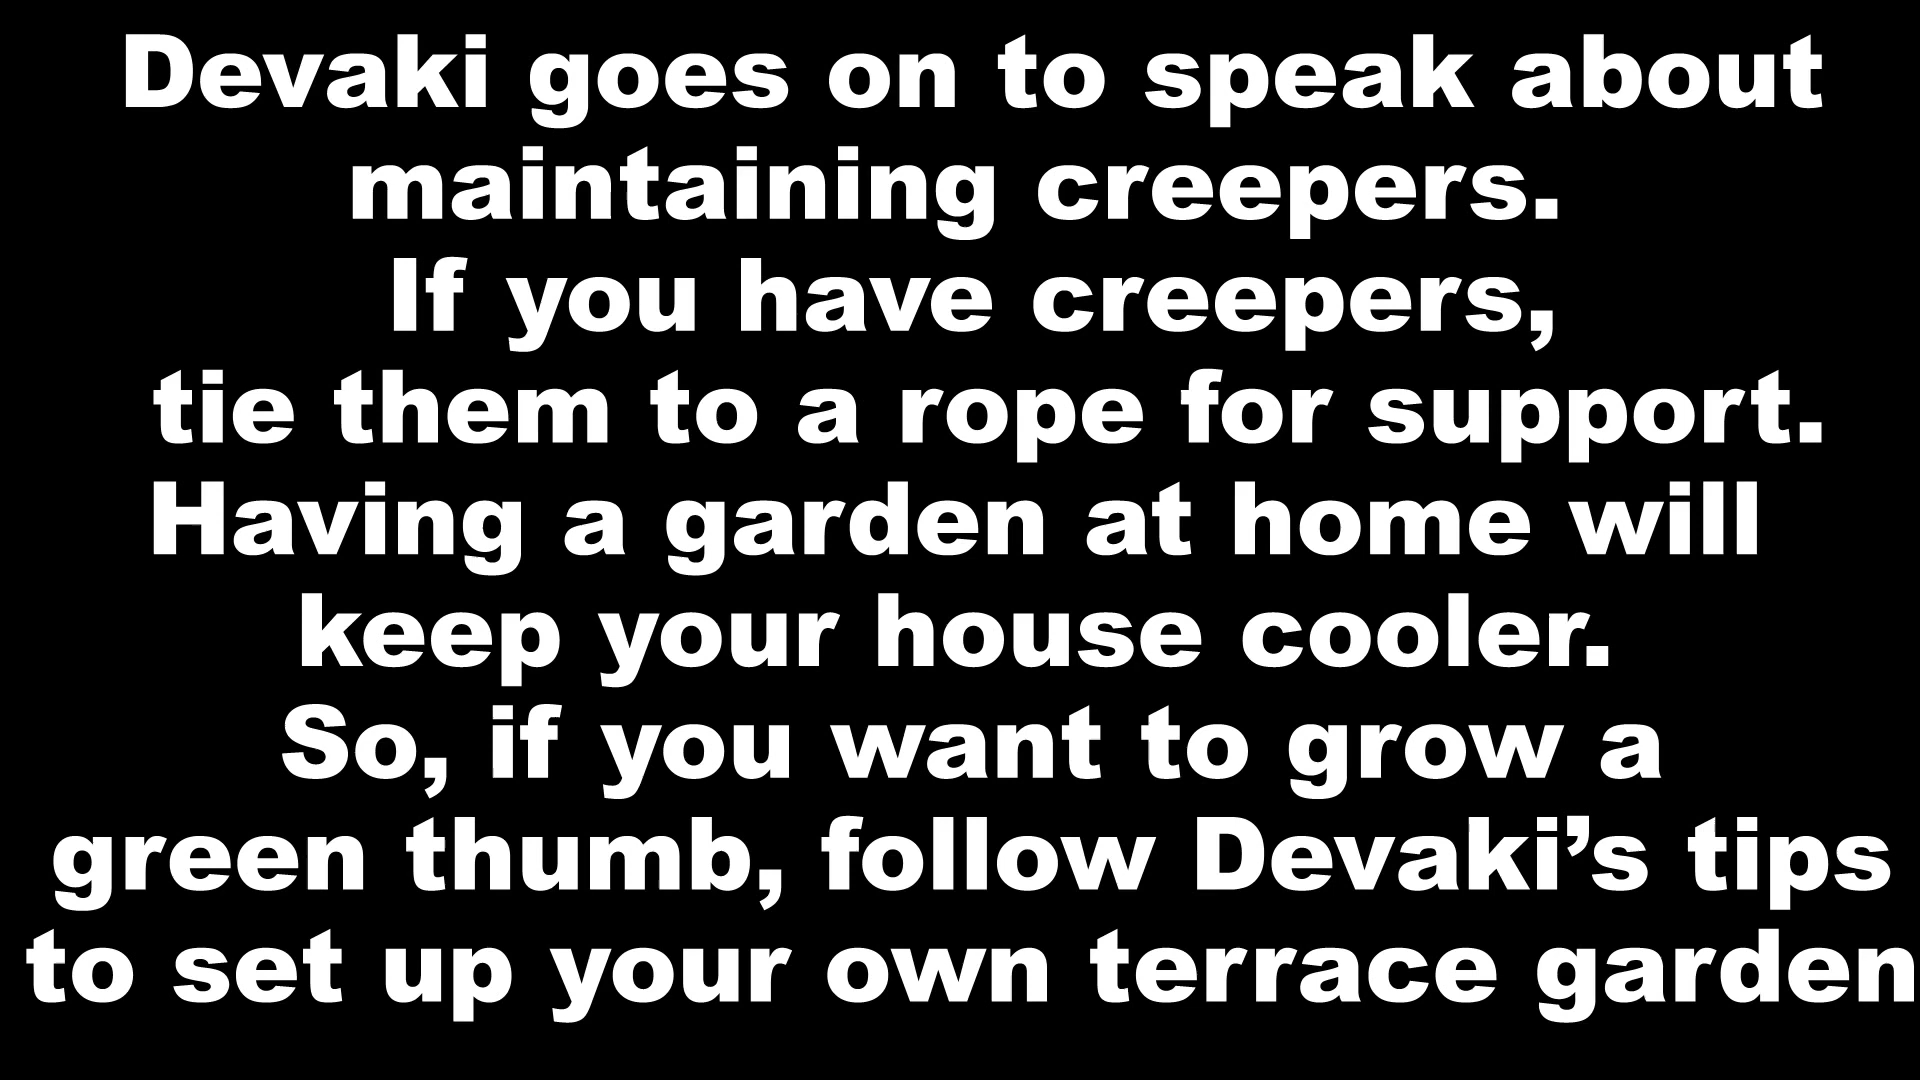 Devaki goes on to speak about
maintaining creepers.
If you have creepers,
tie them to a rope for support.
Having a garden at home will
keep your house cooler.
So, if you want to grow a
green thumb, follow Devaki’s tips
to set up your own terrace garden